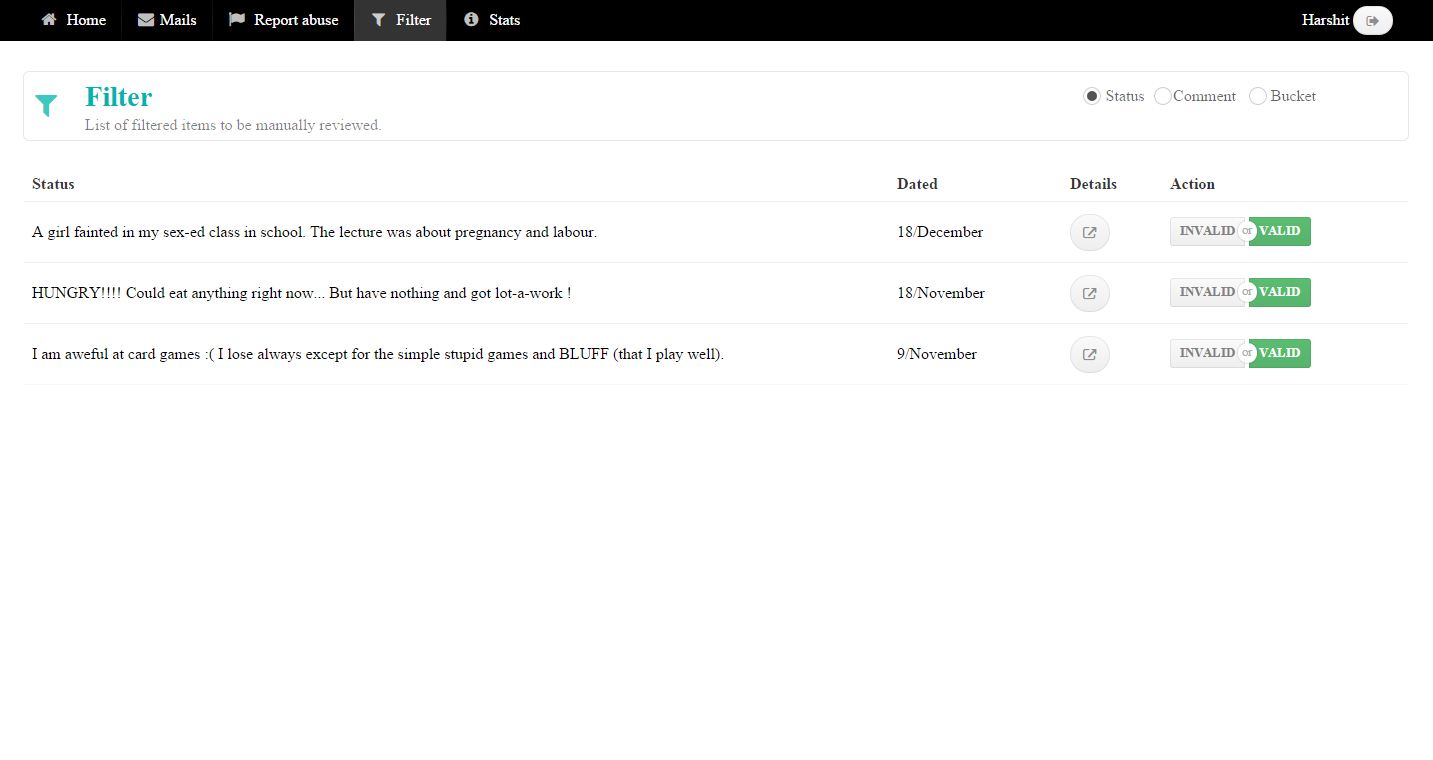 Home Mails Report abuse Filter Stats Harshit
Filter
Status Comment Bucket
List of filtered items to be manually reviewed.
Status Dated Details Action
A girl fainted in my sex-ed class in school. The lecture was about pregnancy and labour. 18/December INVALID or VALID
HUNGRY!!!! Could eat anything right now... But have nothing and got lot-a-work ! 18/November INVALID or VALID
I am aweful at card games :( I lose always except for the simple stupid games and BLUFF (that I play well). 9/November INVALID or VALID